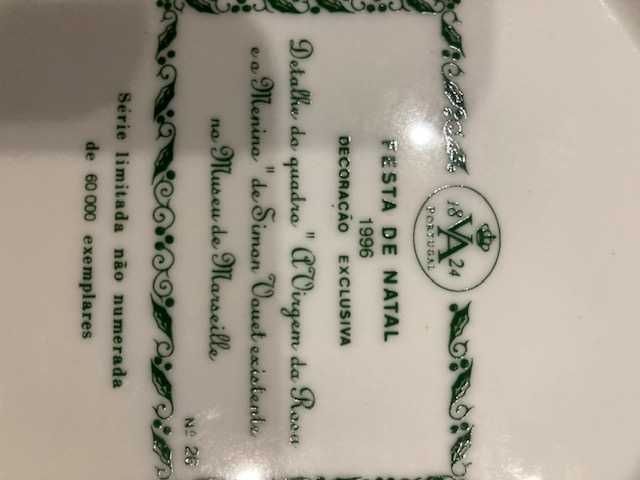 18 VA 24
PORTUGAL
FESTA DE NATAL
1996
DECORAÇÃO EXCLUSIVA
Detalhe do quadro "A Virgem da Rosa
e o Menino" de Simon Vouet existente
no Museu de Marseille
Nº 26
Série limitada não numerada
de 60 000 exemplares